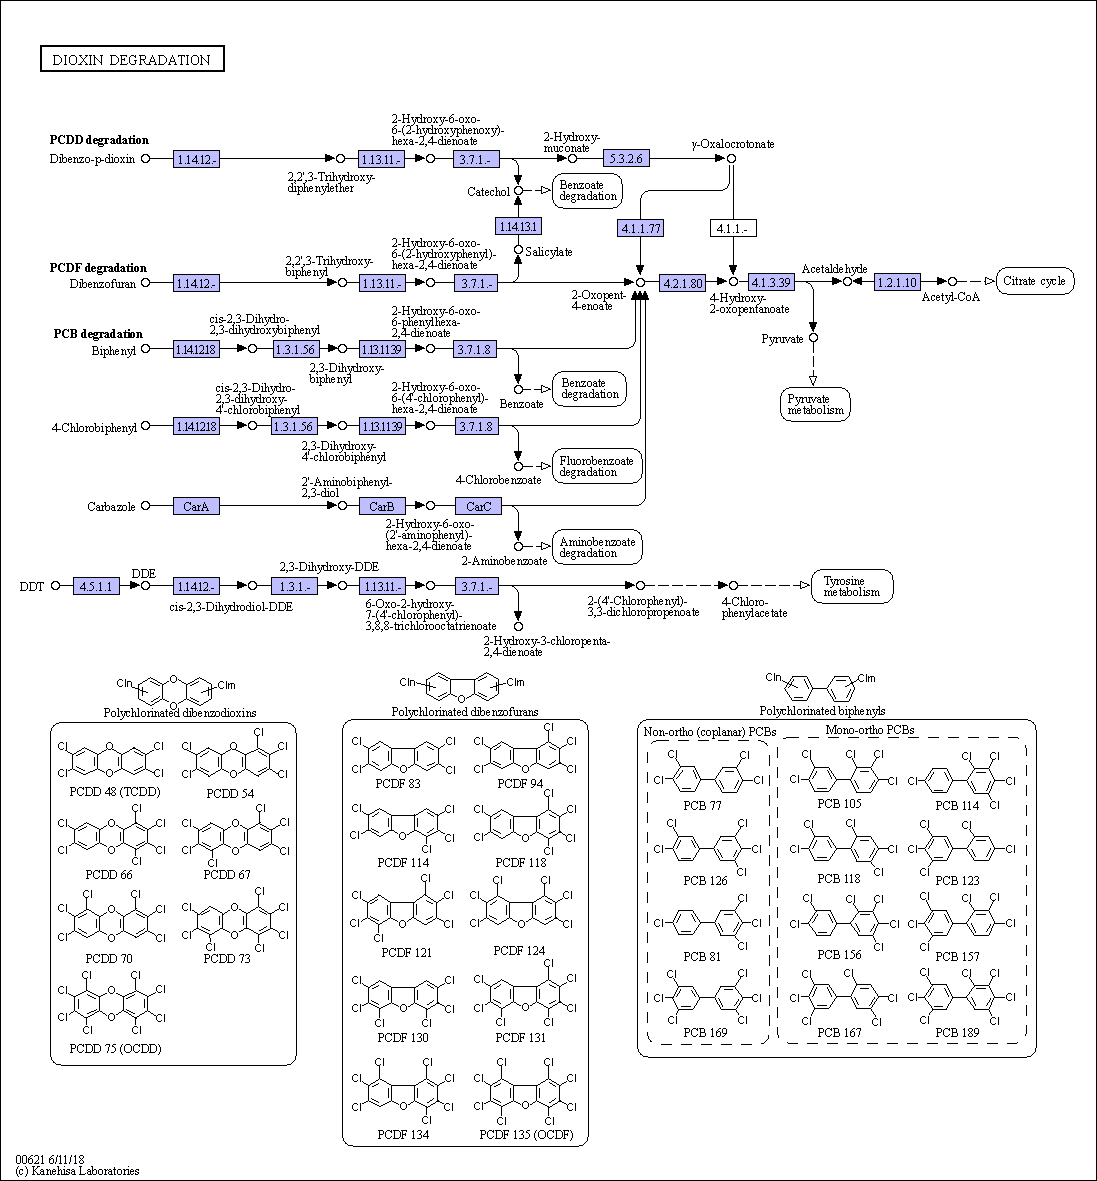 DIOXIN DEGRADATION
PCDD degradation
Dibenzo-p-dioxin
1.14.12.-
2,2',3-Trihydroxy-
diphenylether
1.13.11.-
2-Hydroxy-6-oxo-
6-(2-hydroxyphenoxy)-
hexa-2,4-dienoate
3.7.1.-
2-Hydroxy-
muconate
5.3.2.6
γ-Oxalocrotonate
Catechol
Benzoate
degradation
1.14.13.1
Salicylate
4.1.1.77
4.1.1.-
PCDF degradation
Dibenzofuran
1.14.12.-
2,2',3-Trihydroxy-
biphenyl
1.13.11.-
2-Hydroxy-6-oxo-
6-(2-hydroxyphenyl)-
hexa-2,4-dienoate
3.7.1.-
2-Oxopent-
4-enoate
4.2.1.80
4-Hydroxy-
2-oxopentanoate
4.1.3.39
Acetaldehyde
1.2.1.10
Acetyl-CoA
Citrate cycle
Pyruvate
Pyruvate
metabolism
PCB degradation
Biphenyl
1.14.12.18
cis-2,3-Dihydro-
2,3-dihydroxybiphenyl
1.3.1.56
2,3-Dihydroxy-
biphenyl
1.13.11.39
2-Hydroxy-6-oxo-
6-phenylhexa-
2,4-dienoate
3.7.1.8
Benzoate
Benzoate
degradation
4-Chlorobiphenyl
1.14.12.18
cis-2,3-Dihydro-
2,3-dihydroxy-
4'-chlorobiphenyl
1.3.1.56
2,3-Dihydroxy-
4'-chlorobiphenyl
1.13.11.39
2-Hydroxy-6-oxo-
6-(4'-chlorophenyl)-
hexa-2,4-dienoate
3.7.1.8
4-Chlorobenzoate
Fluorobenzoate
degradation
Carbazole
CarA
2'-Aminobiphenyl-
2,3-diol
CarB
2-Hydroxy-6-oxo-
(2'-aminophenyl)-
hexa-2,4-dienoate
CarC
2-Aminobenzoate
Aminobenzoate
degradation
DDT
4.5.1.1
DDE
1.14.12.-
cis-2,3-Dihydrodiol-DDE
1.3.1.-
2,3-Dihydroxy-DDE
1.13.11.-
6-Oxo-2-hydroxy-
7-(4'-chlorophenyl)-
3,8,8-trichlorooctatrienoate
3.7.1.-
2-Hydroxy-3-chloropenta-
2,4-dienoate
2-(4'-Chlorophenyl)-
3,3-dichloropropenoate
4-Chloro-
phenylacetate
Tyrosine
metabolism
Cln
O
O
Clm
Polychlorinated dibenzodioxins
Cln
O
Clm
Polychlorinated dibenzofurans
Cln
Clm
Polychlorinated biphenyls
PCDD 48 (TCDD)
PCDD 54
PCDD 66
PCDD 67
PCDD 70
PCDD 73
PCDD 75 (OCDD)
PCDF 83
PCDF 94
PCDF 114
PCDF 118
PCDF 121
PCDF 124
PCDF 130
PCDF 131
PCDF 134
PCDF 135 (OCDF)
Non-ortho (coplanar) PCBs
PCB 77
PCB 126
PCB 81
PCB 169
Mono-ortho PCBs
PCB 105
PCB 114
PCB 118
PCB 123
PCB 156
PCB 157
PCB 167
PCB 189
00621 6/11/18
(c) Kanehisa Laboratories